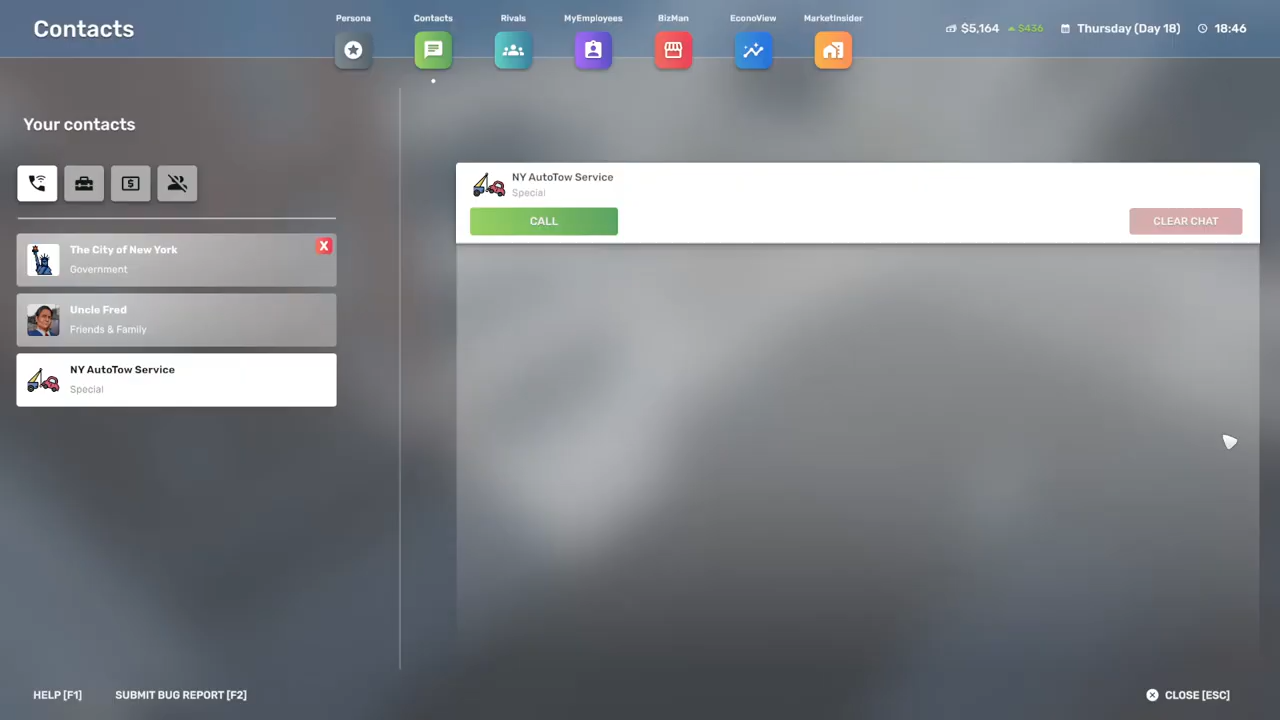 Contacts
Persona
Contacts
Rivals
MyEmployees
BizMan
EconoView
MarketInsider
$5,164 $436 Thursday (Day 18) 18:46
Your contacts
The City of New York
Government
X
Uncle Fred
Friends & Family
NY AutoTow Service
Special
NY AutoTow Service
Special
CALL
CLEAR CHAT
HELP [F1]
SUBMIT BUG REPORT [F2]
CLOSE [ESC]